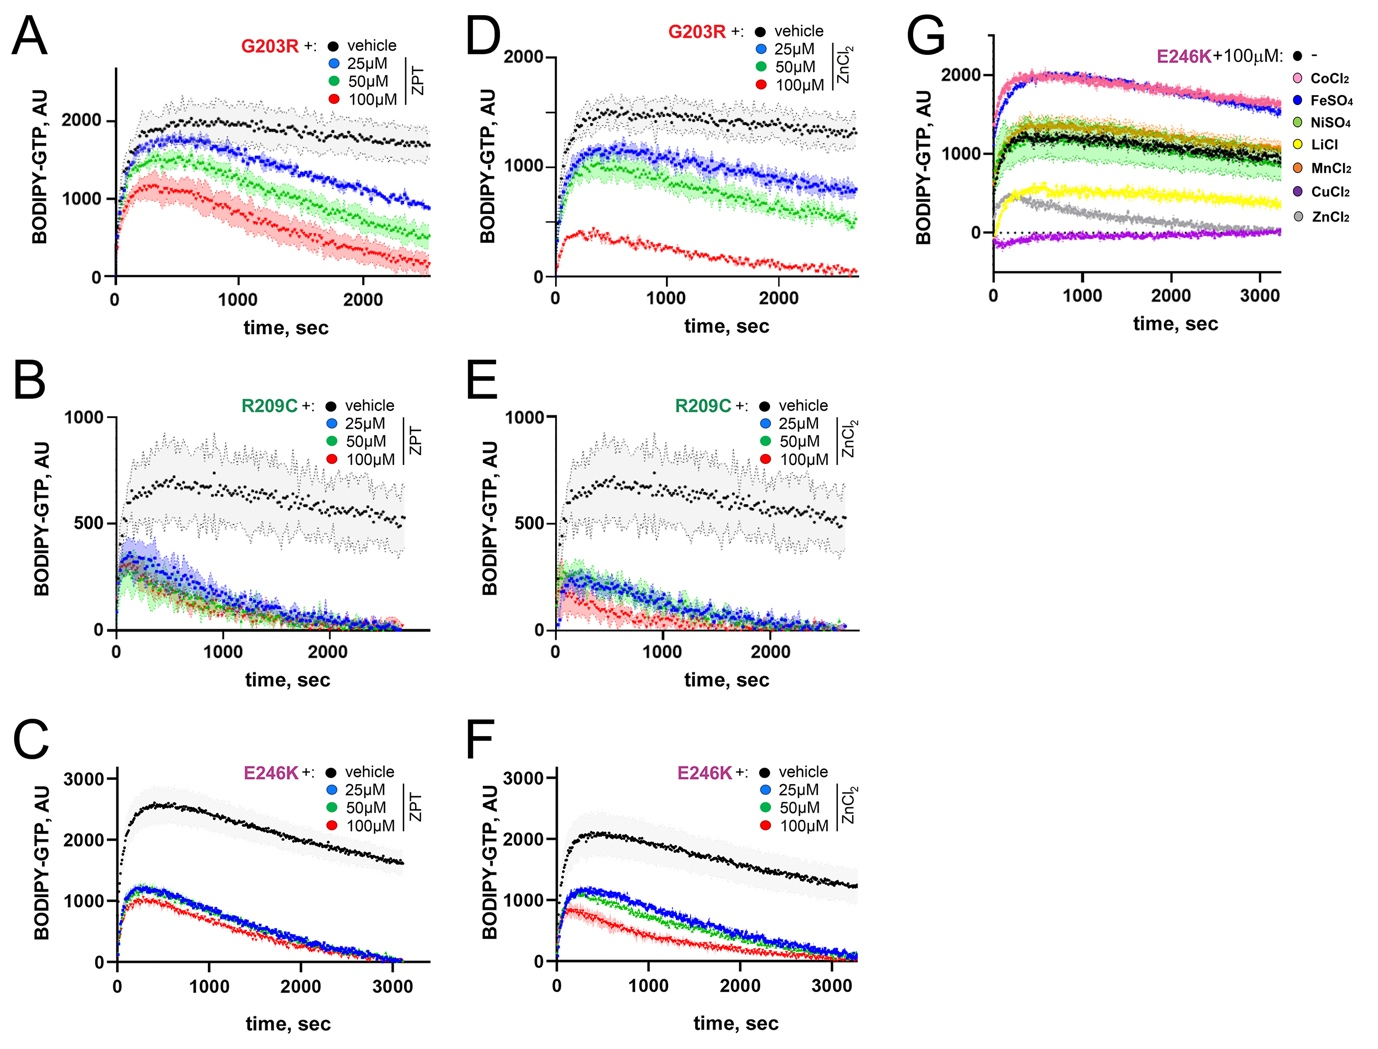 A
G203R +: vehicle
25µM
50µM
100µM
ZPT
BODIPY-GTP, AU
2000
1000
0
0 1000 2000
time, sec
D
G203R +: vehicle
25µM
50µM
100µM
ZnCl2
BODIPY-GTP, AU
2000
1000
0
0 1000 2000
time, sec
G
E246K+100µM: -
CoCl2
FeSO4
NiSO4
LiCl
MnCl2
CuCl2
ZnCl2
BODIPY-GTP, AU
2000
1000
0
0 1000 2000 3000
time, sec
B
R209C +: vehicle
25µM
50µM
100µM
ZPT
BODIPY-GTP, AU
1000
500
0
0 1000 2000
time, sec
E
R209C +: vehicle
25µM
50µM
100µM
ZnCl2
BODIPY-GTP, AU
1000
500
0
0 1000 2000
time, sec
C
E246K +: vehicle
25µM
50µM
100µM
ZPT
BODIPY-GTP, AU
3000
2000
1000
0
0 1000 2000 3000
time, sec
F
E246K +: vehicle
25µM
50µM
100µM
ZnCl2
BODIPY-GTP, AU
3000
2000
1000
0
0 1000 2000 3000
time, sec